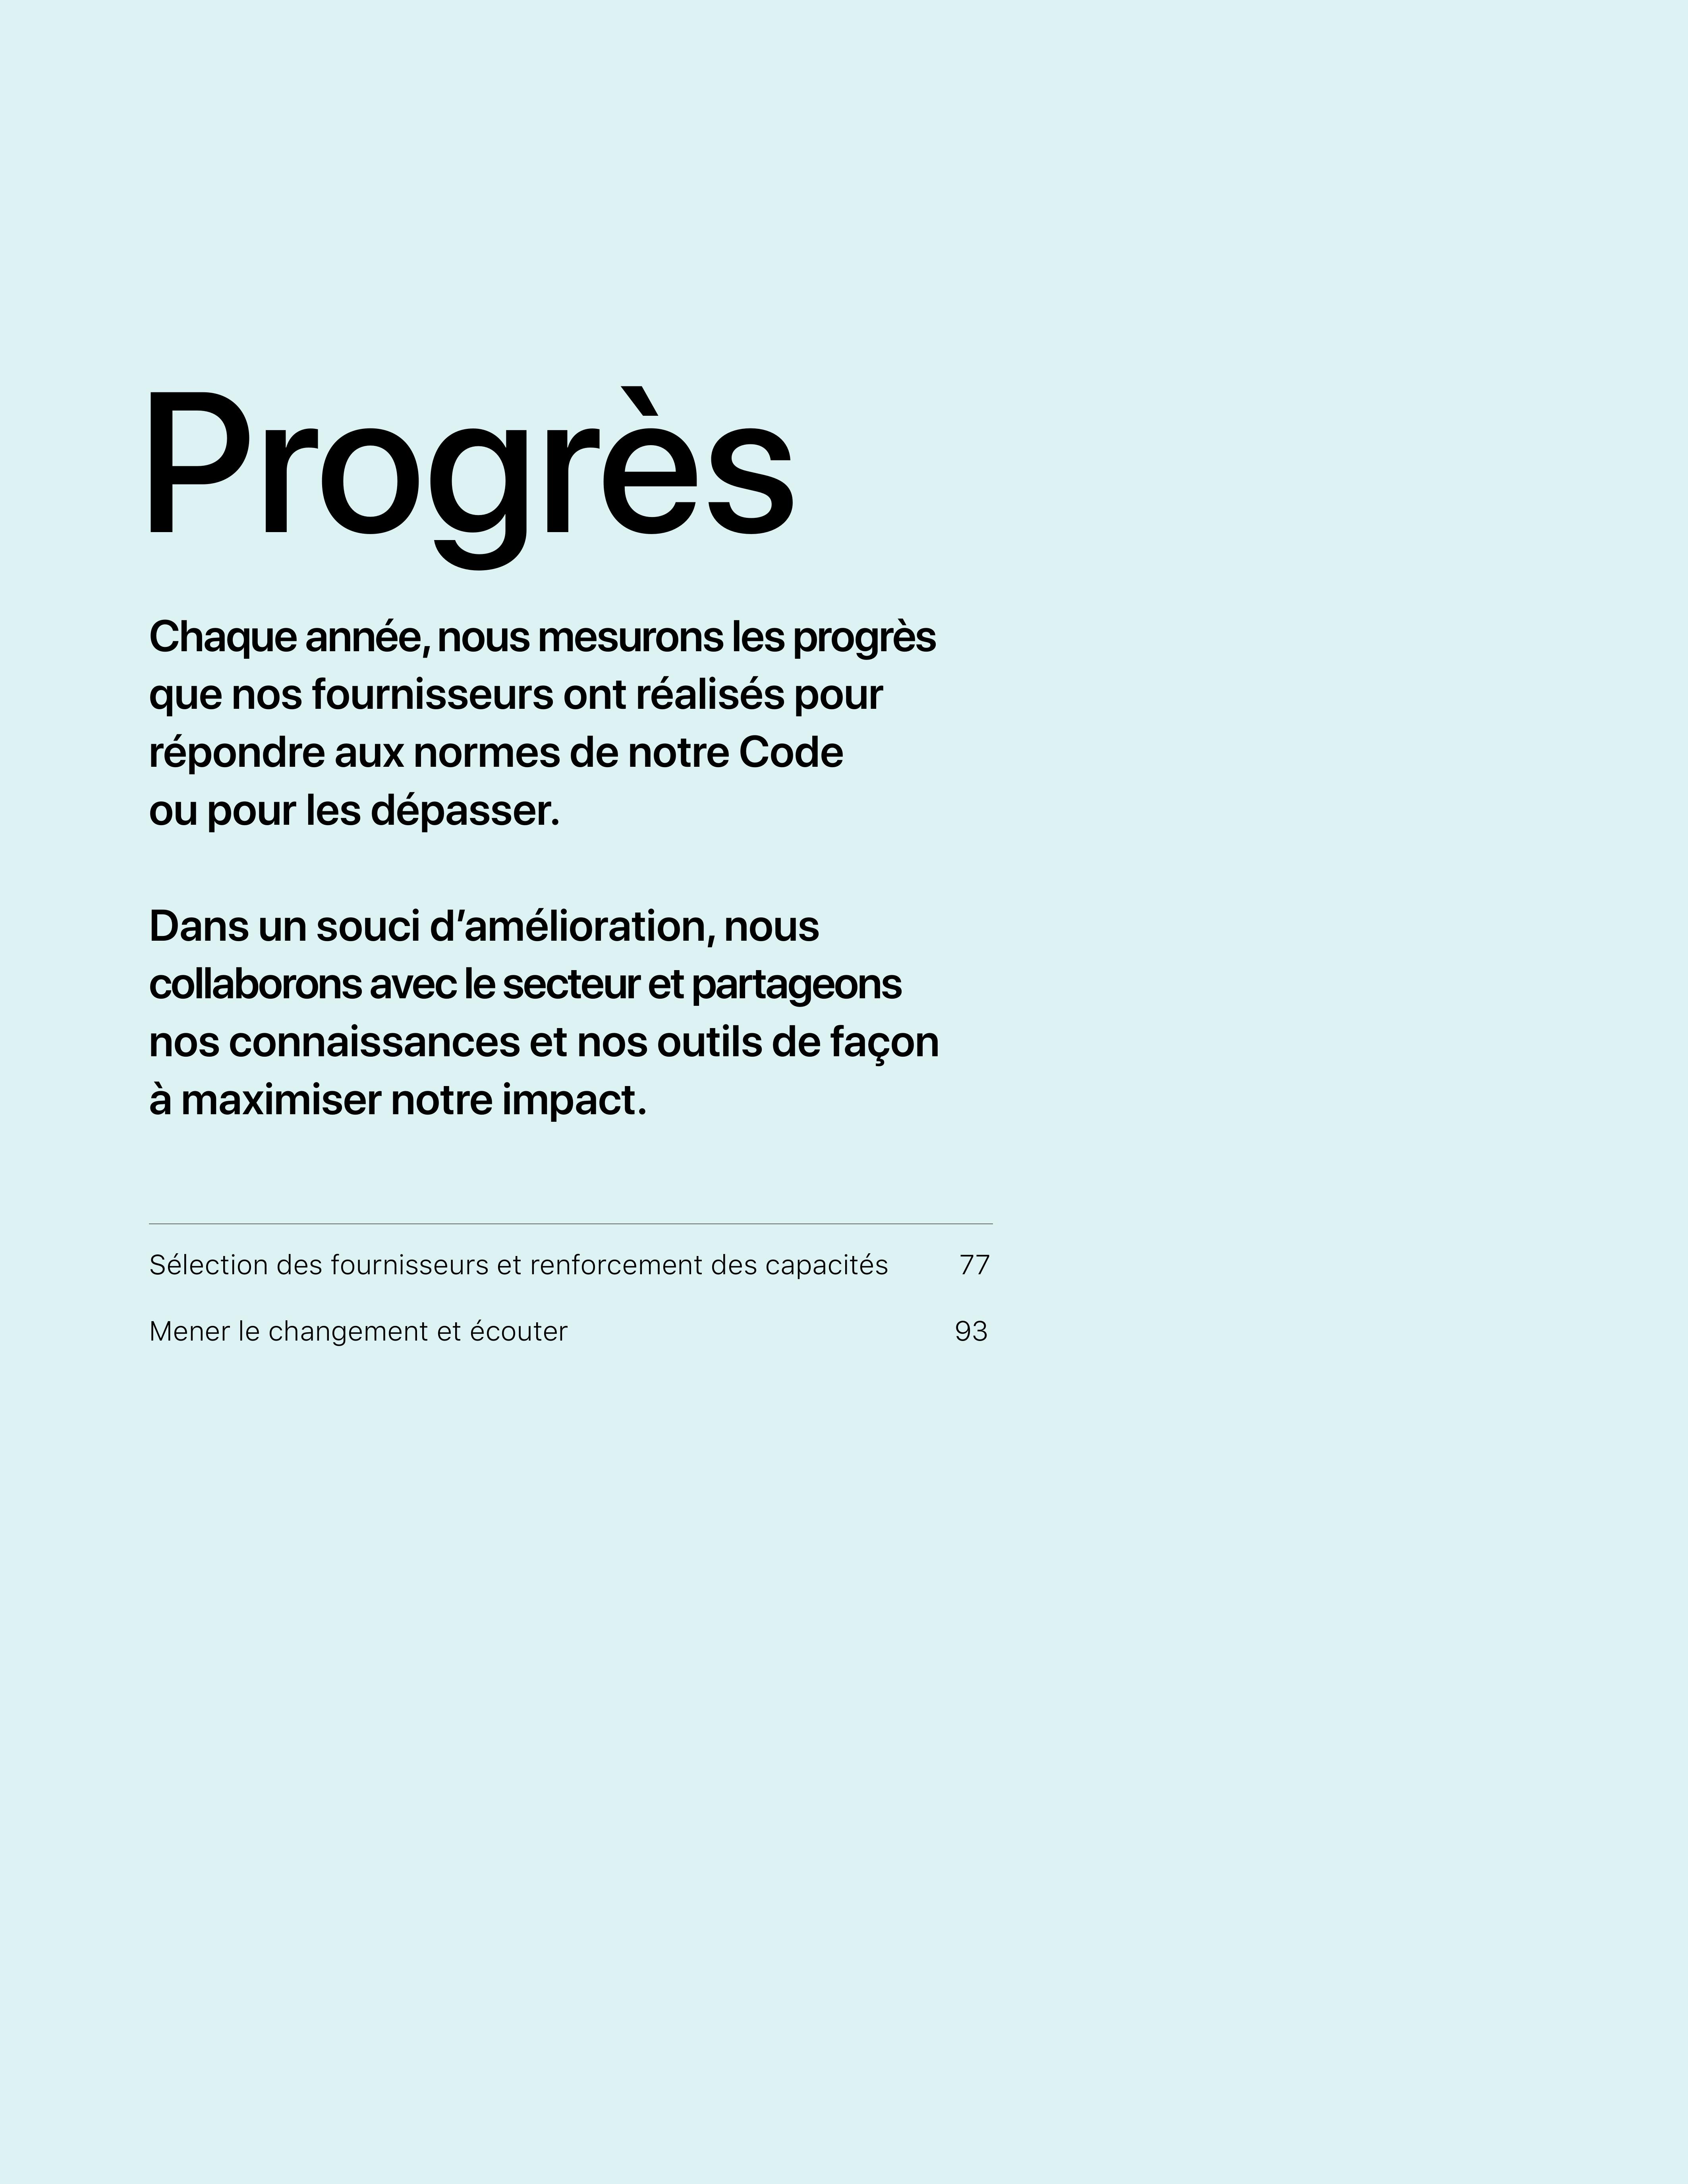 Progrès
Chaque année, nous mesurons les progrès
que nos fournisseurs ont réalisés pour
répondre aux normes de notre Code
ou pour les dépasser.
Dans un souci d’amélioration, nous
collaborons avec le secteur et partageons
nos connaissances et nos outils de façon
à maximiser notre impact.
Sélection des fournisseurs et renforcement des capacités 77
Mener le changement et écouter 93